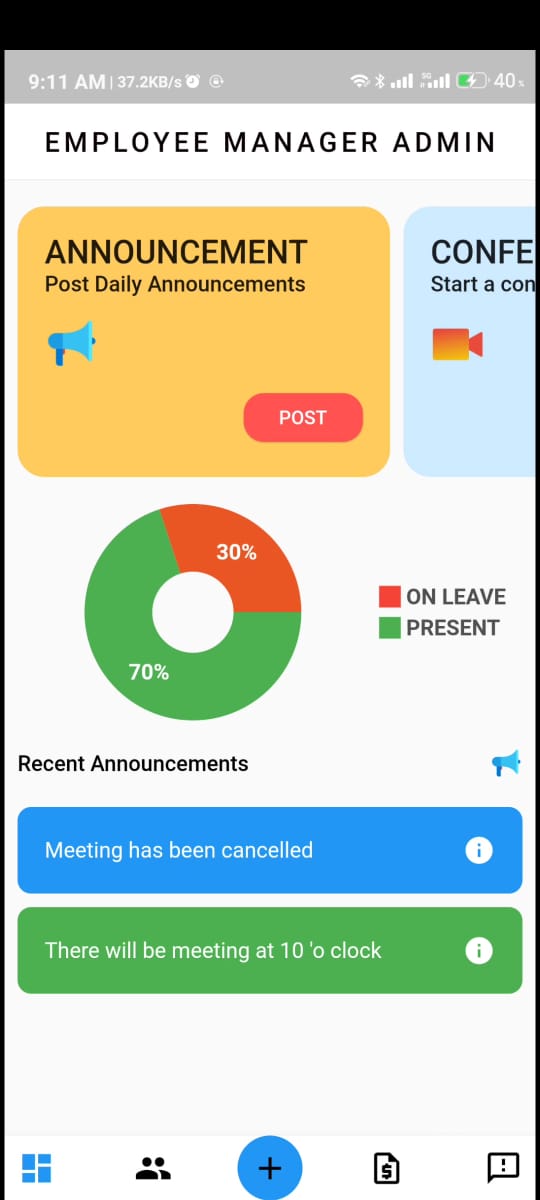 9:11 AM | 37.2KB/s
5G
40%
EMPLOYEE MANAGER ADMIN
ANNOUNCEMENT
Post Daily Announcements
POST
CONFE
Start a con
30%
70%
ON LEAVE
PRESENT
Recent Announcements
Meeting has been cancelled
There will be meeting at 10 'o clock